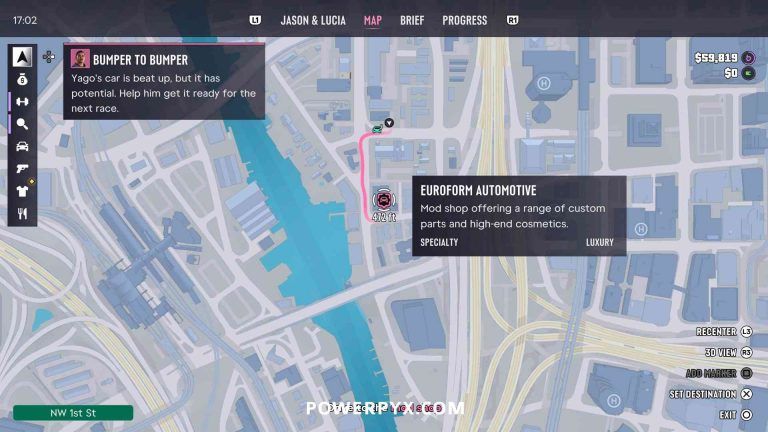 17:02
L1 JASON & LUCIA MAP BRIEF PROGRESS R1
BUMPER TO BUMPER
Yago's car is beat up, but it has
potential. Help him get it ready for the
next race.
$59,819
$0
H
H
H
472 ft
EUROFORM AUTOMOTIVE
Mod shop offering a range of custom
parts and high-end cosmetics.
SPECIALTY LUXURY
RECENTER L3
3D VIEW R3
ADD MARKER
SET DESTINATION
EXIT
NW 1st St
POWERPYX.COM